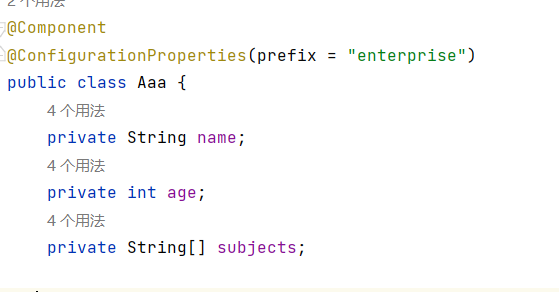 2 个用法
@Component
@ConfigurationProperties(prefix = "enterprise")
public class Aaa {
4 个用法
private String name;
4 个用法
private int age;
4 个用法
private String[] subjects;